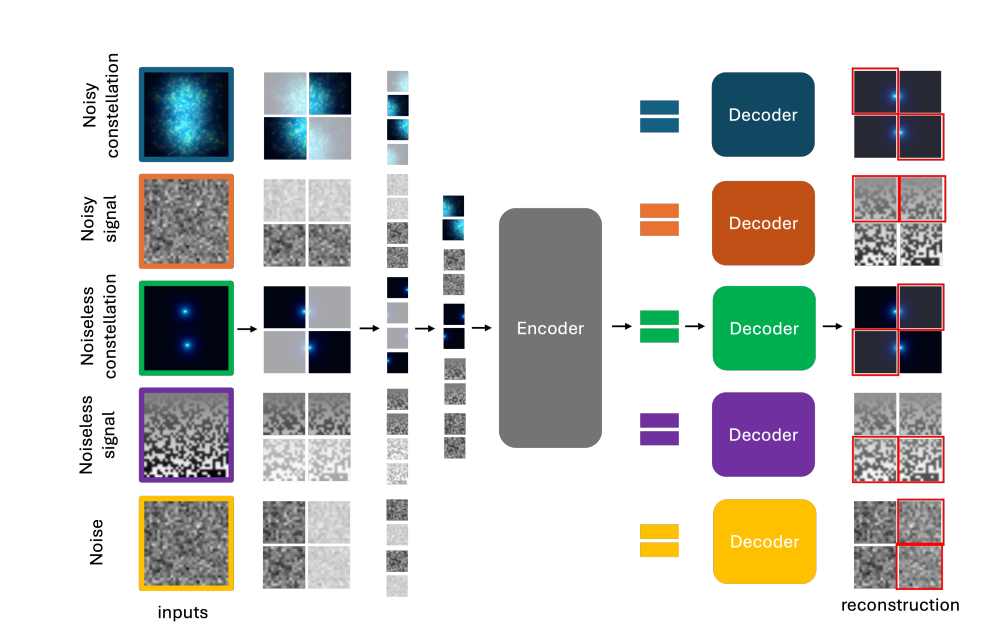 Noisy
constellation
Decoder
Noisy
signal
Decoder
Noiseless
constellation
Encoder
Decoder
Noiseless
signal
Decoder
Noise
Decoder
inputs
reconstruction